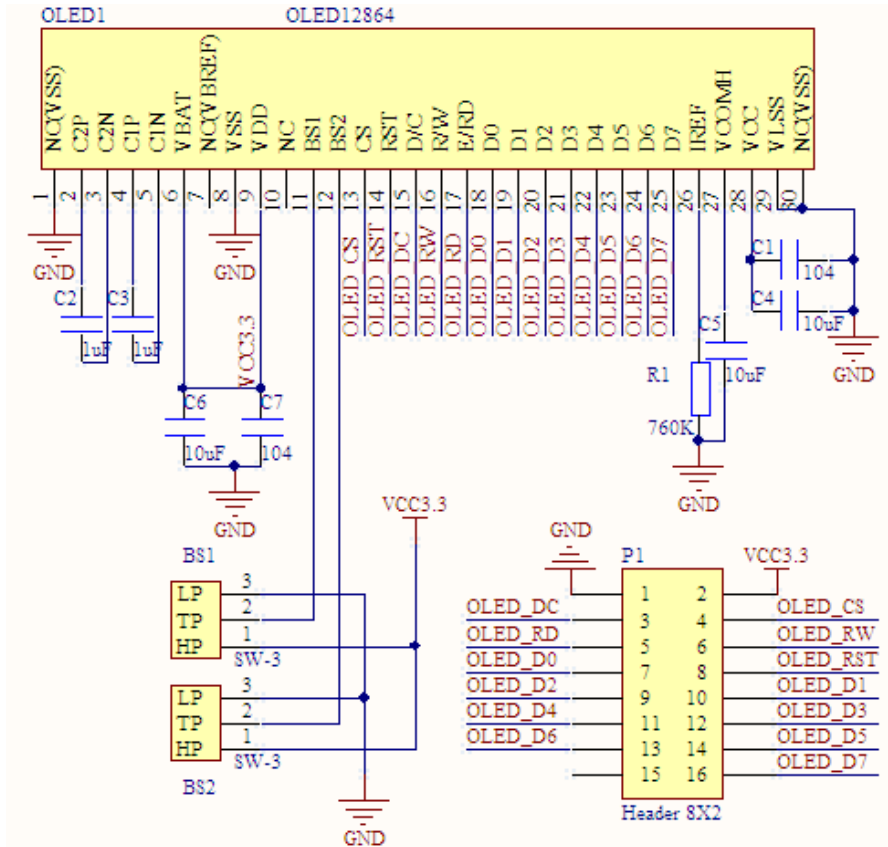 OLED1 OLED12864
NC(VSS) C2P C2N C1P C1N VBAT NC(VBREF) VSS VDD NC BS1 BS2 CS RST D/C R/W E/RD D0 D1 D2 D3 D4 D5 D6 D7 IREF VCOMH VCC VLSS NC(VSS)
1 2 3 4 5 6 7 8 9 10 11 12 13 14 15 16 17 18 19 20 21 22 23 24 25 26 27 28 29 30
OLED_CS OLED_RST OLED_DC OLED_RW OLED_RD OLED_D0 OLED_D1 OLED_D2 OLED_D3 OLED_D4 OLED_D5 OLED_D6 OLED_D7
GND GND
C1
104
C2 C3
C4
10uF
1uF 1uF
C5
VCC3.3
GND
R1 10uF
C6 C7
760K
10uF 104
GND
GND
VCC3.3
BS1
LP 3
TP 2
HP 1
SW-3
LP 3
TP 2
HP 1
SW-3
BS2
GND
GND P1 VCC3.3
1 2
OLED_DC 3 4 OLED_CS
OLED_RD 5 6 OLED_RW
OLED_D0 7 8 OLED_RST
OLED_D2 9 10 OLED_D1
OLED_D4 11 12 OLED_D3
OLED_D6 13 14 OLED_D5
15 16 OLED_D7
Header 8X2